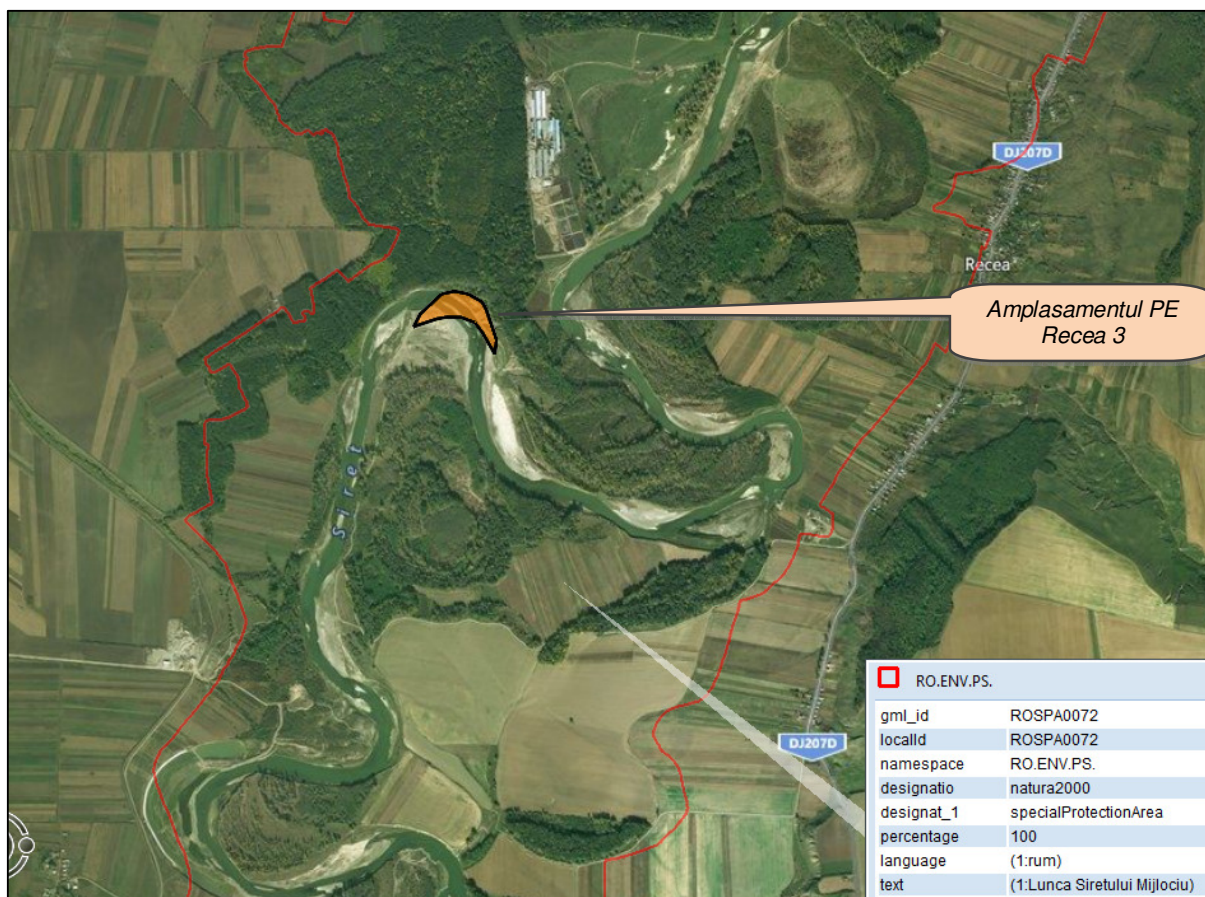 DJ207D
Recea
Amplasamentul PE
Recea 3
Siret
RO.ENV.PS.
gml_id ROSPA0072
localId ROSPA0072
namespace RO.ENV.PS.
DJ207D
designatio natura2000
designat_1 specialProtectionArea
percentage 100
language (1:rum)
text (1:Lunca Siretului Mijlociu)